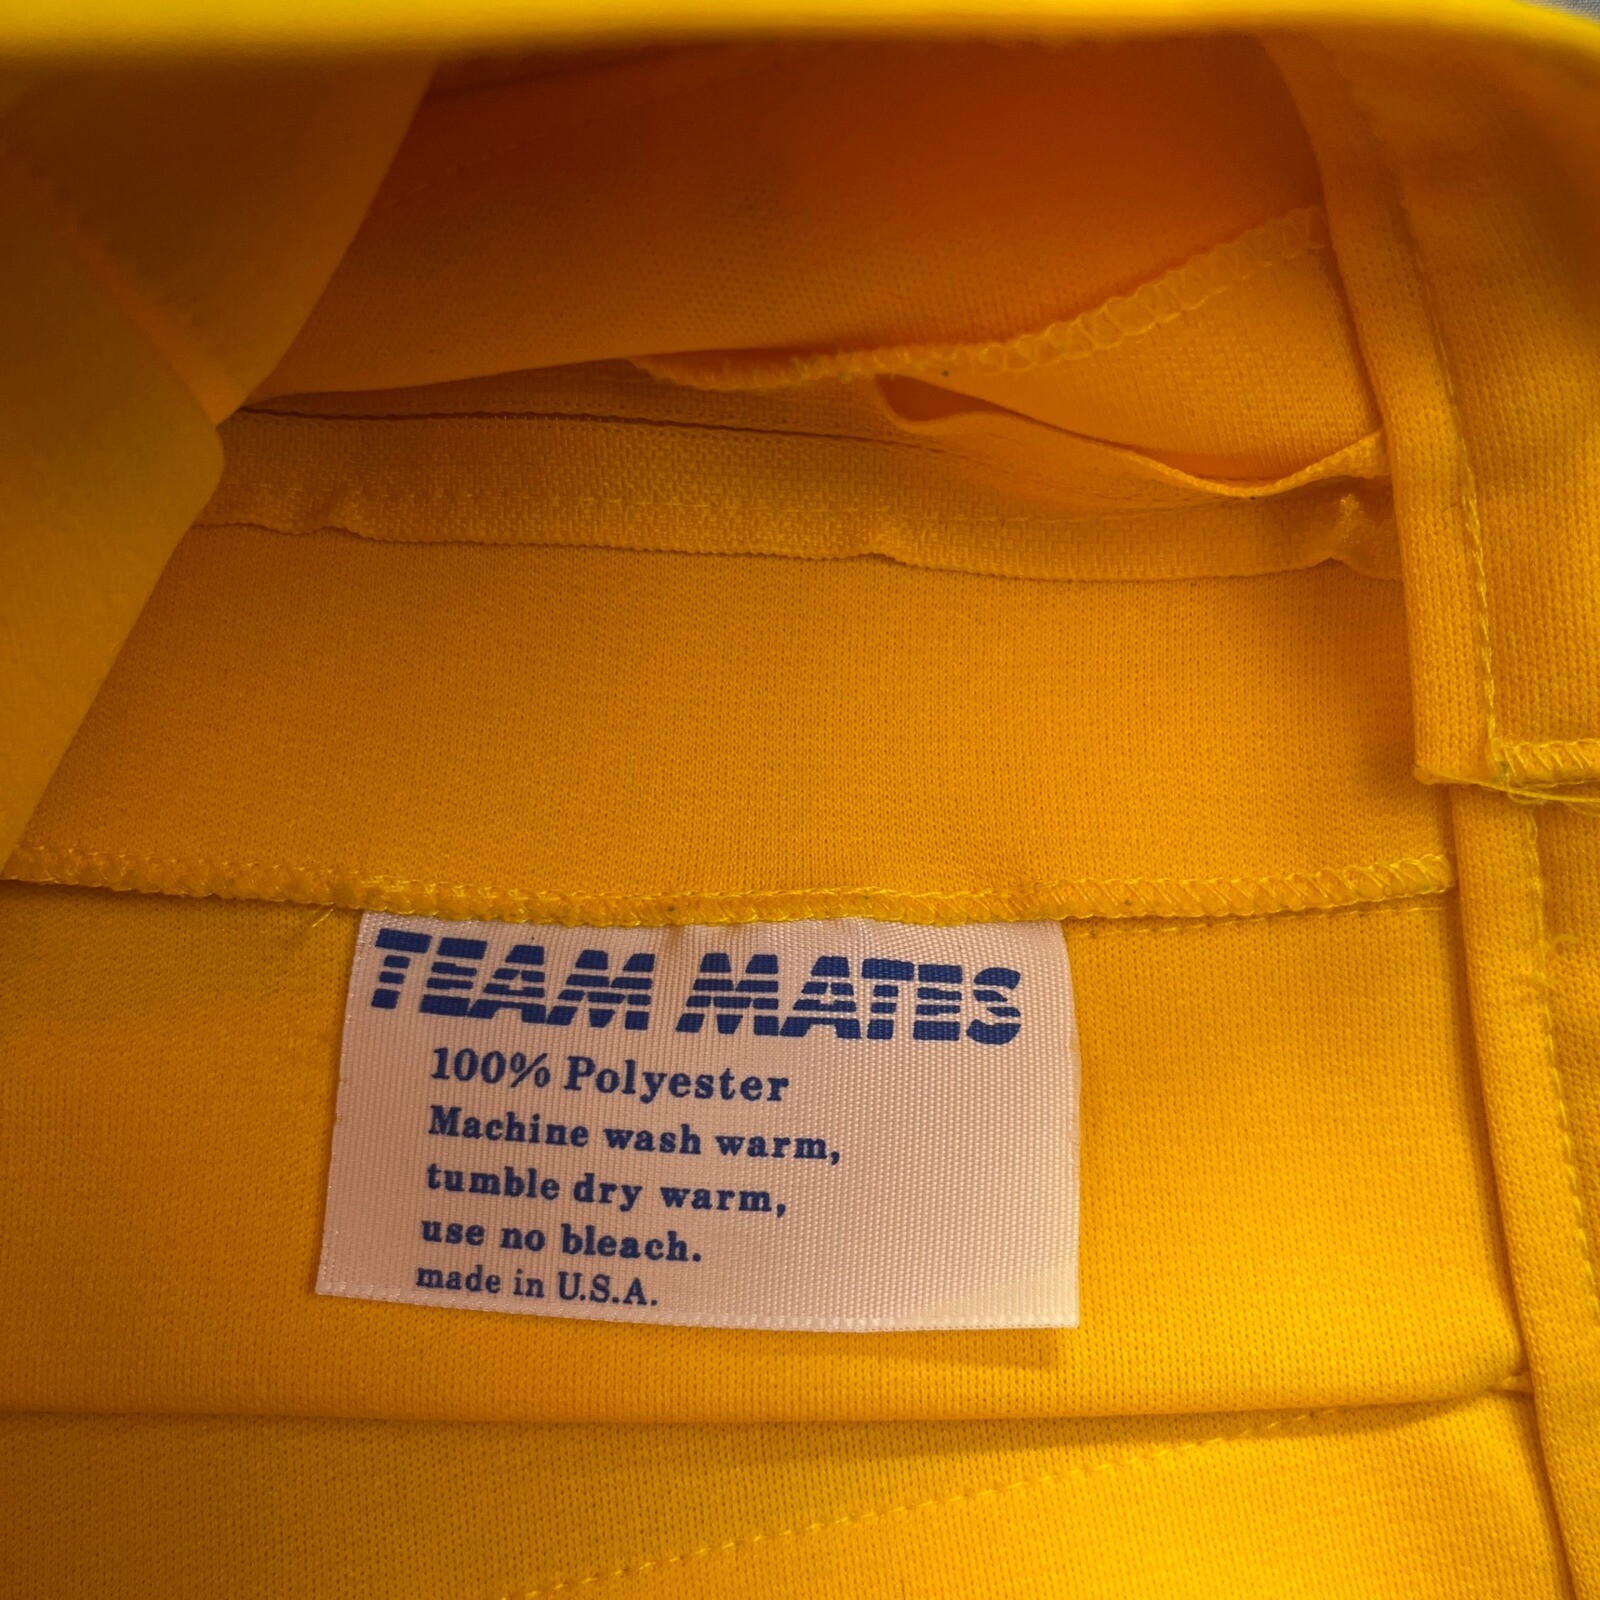 TEAM MATES
100% Polyester
Machine wash warm,
tumble dry warm,
use no bleach.
made in U.S.A.